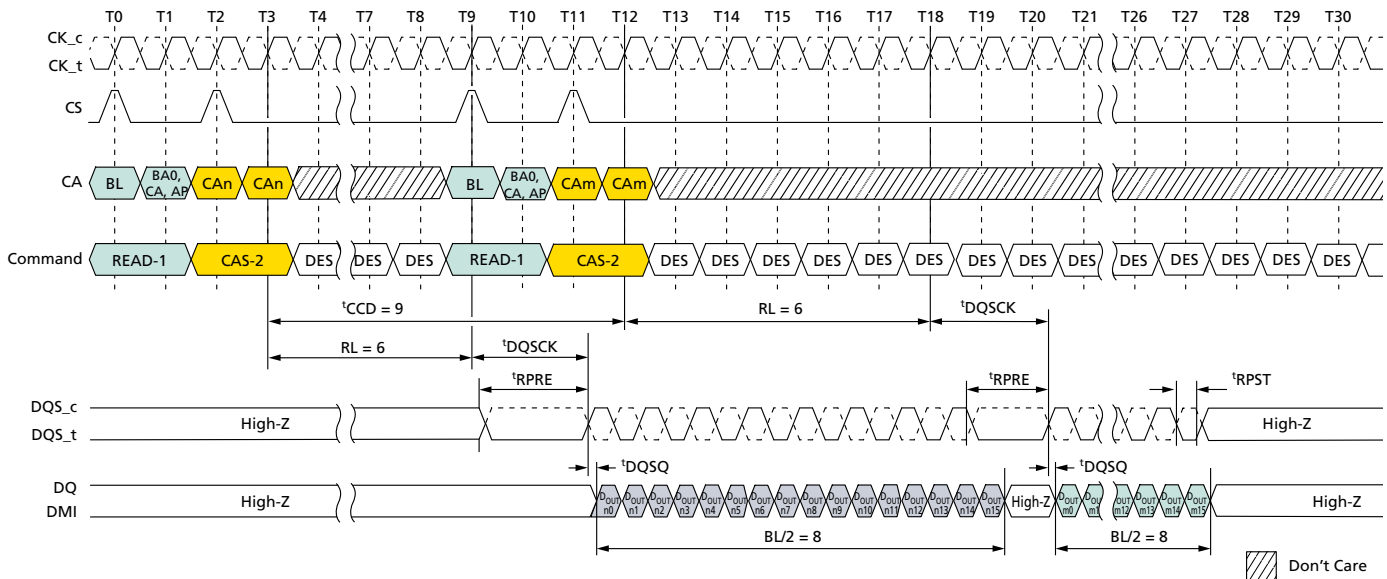 T0 T1 T2 T3 T4 T7 T8 T9 T10 T11 T12 T13 T14 T15 T16 T17 T18 T19 T20 T21 T26 T27 T28 T29 T30
CK_c
CK_t
CS
CA BL BA0, CA, AP CAn CAn BL BA0, CA, AP CAm CAm
Command READ-1 CAS-2 DES DES DES READ-1 CAS-2 DES DES DES DES DES DES DES DES DES DES DES DES DES DES
tCCD = 9 RL = 6 tDQSCK
RL = 6 tDQSCK
tRPRE tRPRE tRPST
DQS_c
DQS_t
High-Z High-Z
tDQSQ tDQSQ
DQ
DMI
High-Z DOUT n0 DOUT n1 DOUT n2 DOUT n3 DOUT n4 DOUT n5 DOUT n6 DOUT n7 DOUT n8 DOUT n9 DOUT n10 DOUT n11 DOUT n12 DOUT n13 DOUT n14 DOUT n15 High-Z DOUT m0 DOUT m1 DOUT m12 DOUT m13 DOUT m14 DOUT m15 High-Z
BL/2 = 8 BL/2 = 8
Don't Care